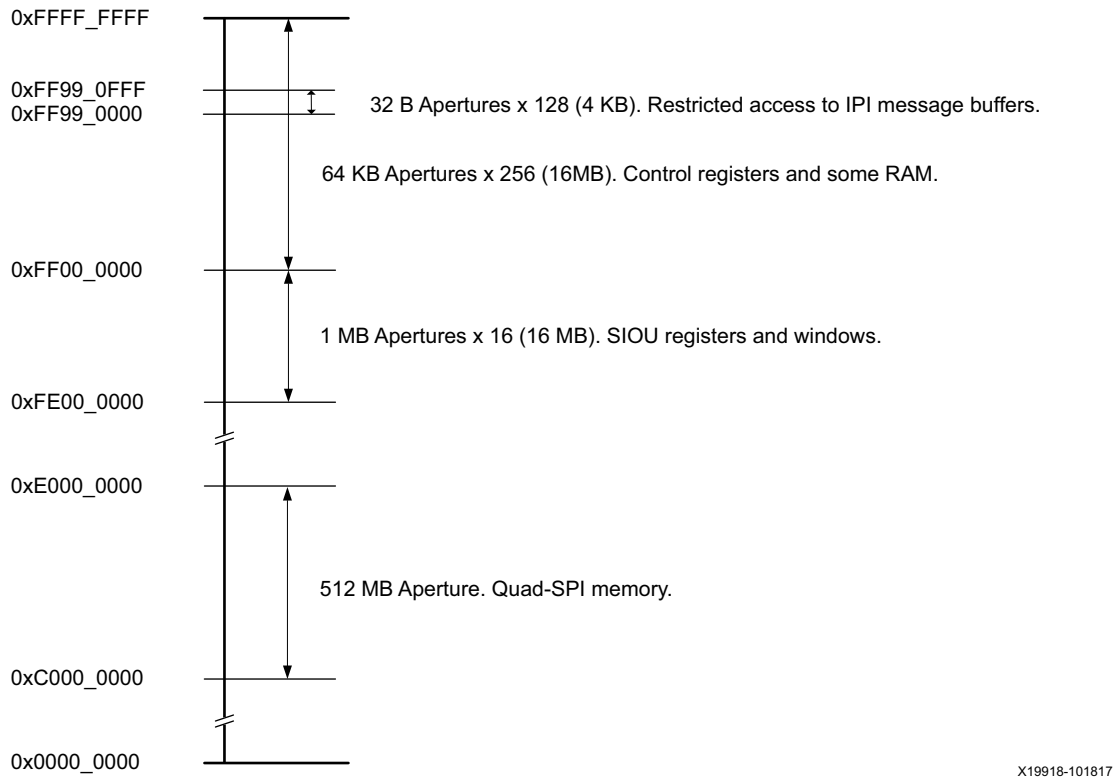 0xFFFF_FFFF
0xFF99_0FFF
0xFF99_0000
32 B Apertures x 128 (4 KB). Restricted access to IPI message buffers.
64 KB Apertures x 256 (16MB). Control registers and some RAM.
0xFF00_0000
1 MB Apertures x 16 (16 MB). SIOU registers and windows.
0xFE00_0000
0xE000_0000
512 MB Aperture. Quad-SPI memory.
0xC000_0000
0x0000_0000
X19918-101817